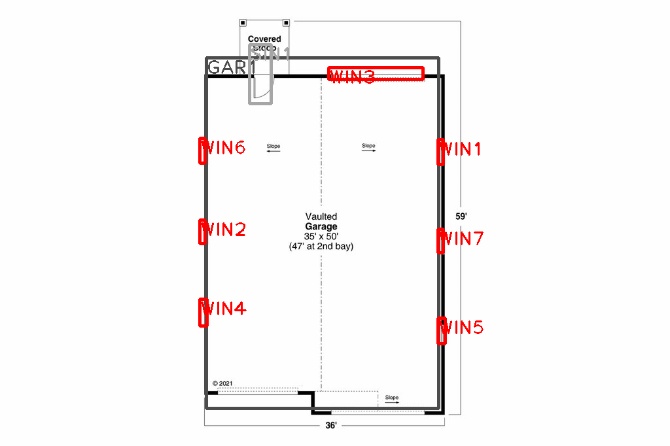 Covered
Stoop
GAR1
WIN3
WIN6
Slope
Slope
WIN1
WIN2
Vaulted
Garage
35' x 50'
(47' at 2nd bay)
59'
WIN7
WIN4
WIN5
© 2021
Slope
36'